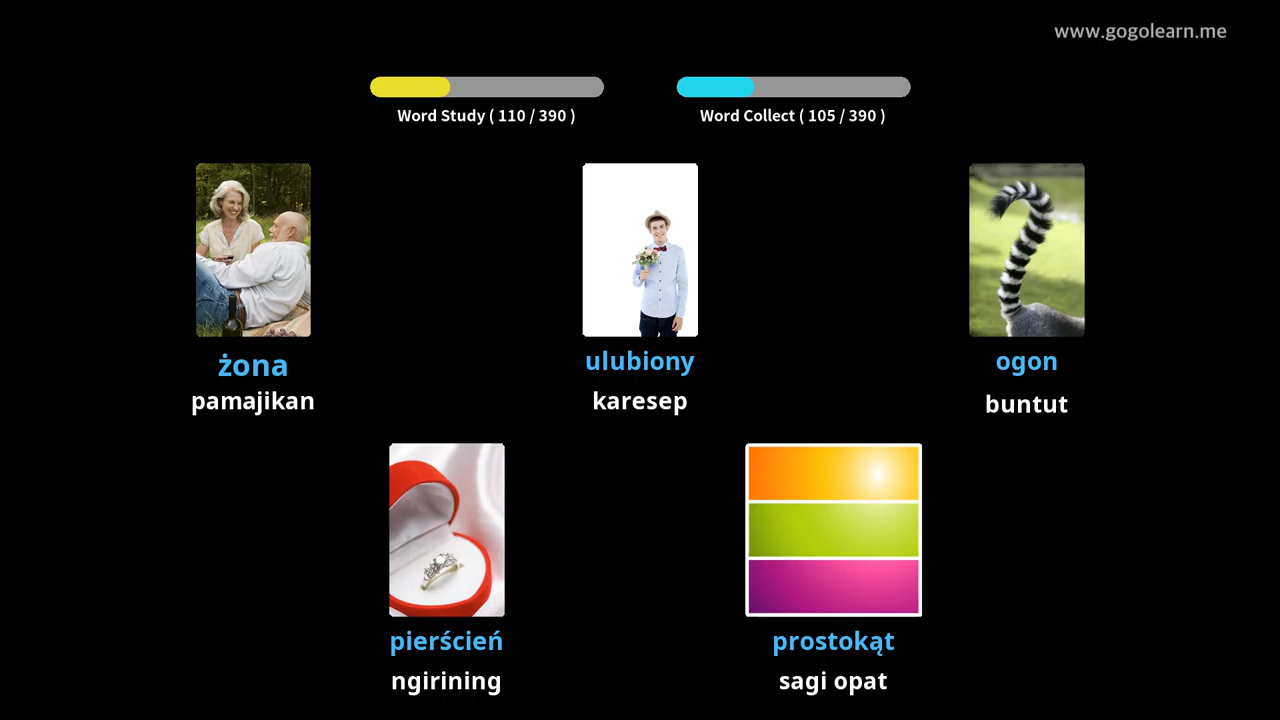 www.gogolearn.me
Word Study ( 110 / 390 )
Word Collect ( 105 / 390 )
żona
pamajikan
ulubiony
karesep
ogon
buntut
pierścień
ngirining
prostokąt
sagi opat